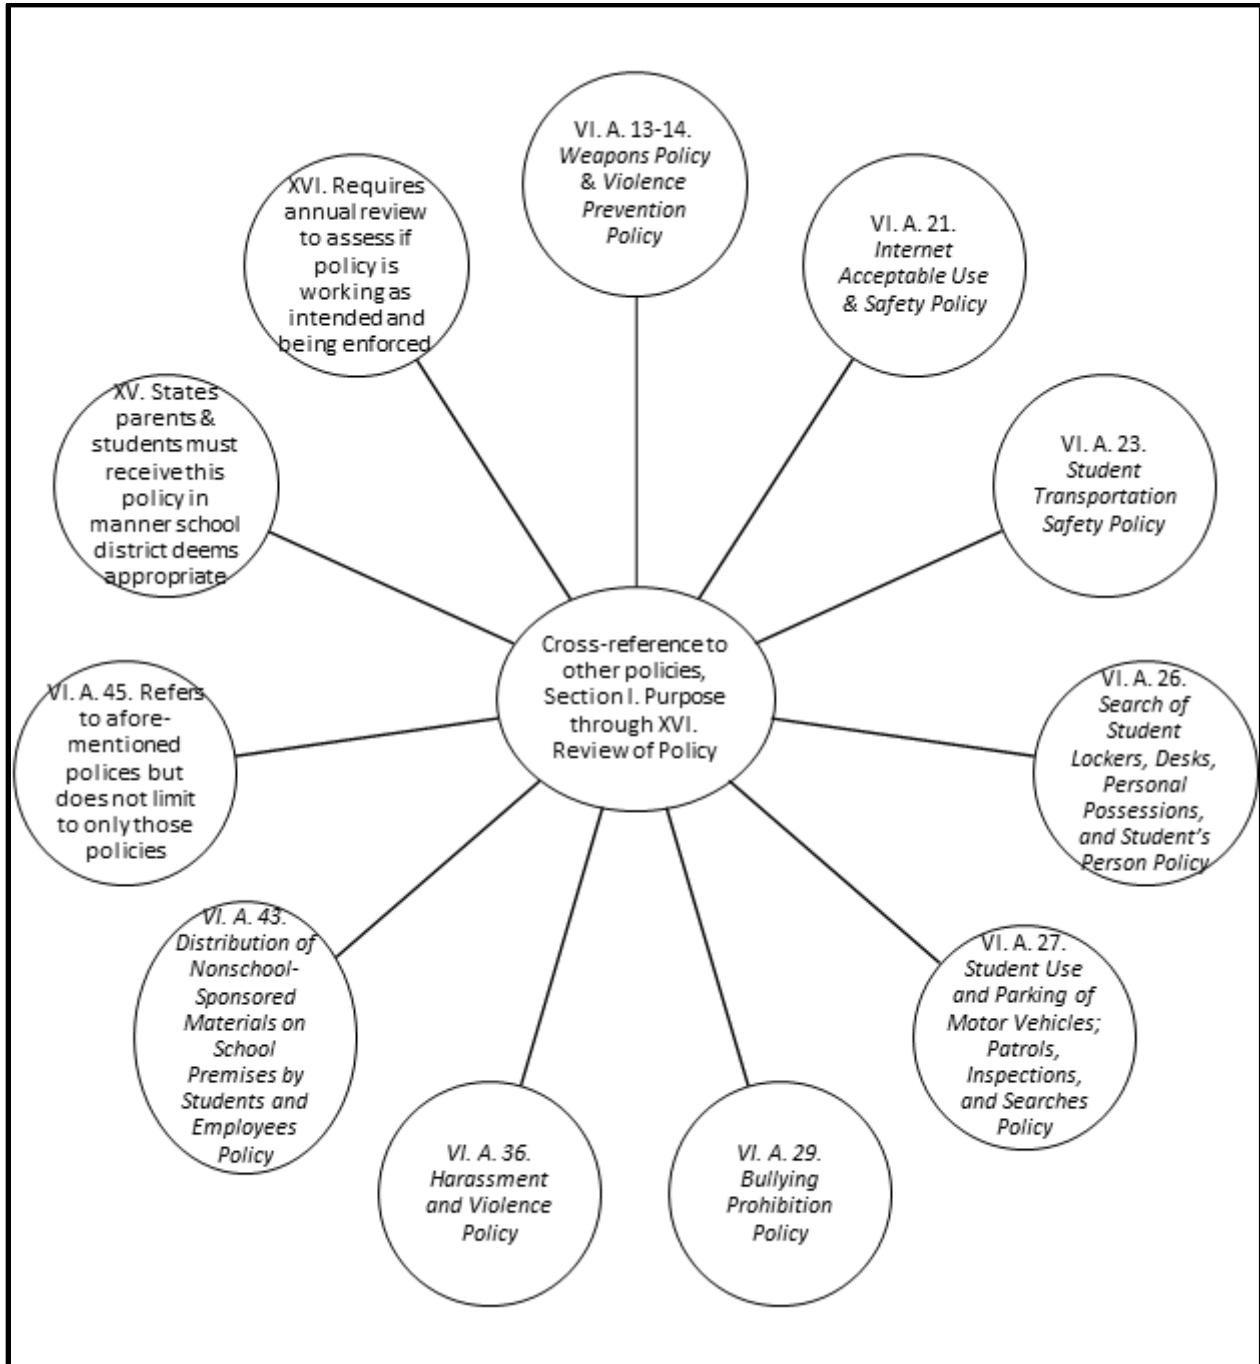 VI. A. 13-14.
Weapons Policy
& Violence
Prevention
Policy
VI. A. 21.
Internet
Acceptable Use
& Safety Policy
VI. A. 23.
Student
Transportation
Safety Policy
VI. A. 26.
Search of
Student
Lockers, Desks,
Personal
Possessions,
and Student's
Person Policy
VI. A. 27.
Student Use
and Parking of
Motor Vehicles;
Patrols,
Inspections,
and Searches
Policy
VI. A. 29.
Bullying
Prohibition
Policy
VI. A. 36.
Harassment
and Violence
Policy
VI. A. 43.
Distribution of
Nonschool-
Sponsored
Materials on
School
Premises by
Students and
Employees
Policy
VI. A. 45. Refers
to afore-
mentioned
polices but
does not limit
to only those
policies
XV. States
parents &
students must
receive this
policy in
manner school
district deems
appropriate
XVI. Requires
annual review
to assess if
policy is
working as
intended and
being enforced
Cross-reference to
other policies,
Section I. Purpose
through XVI.
Review of Policy